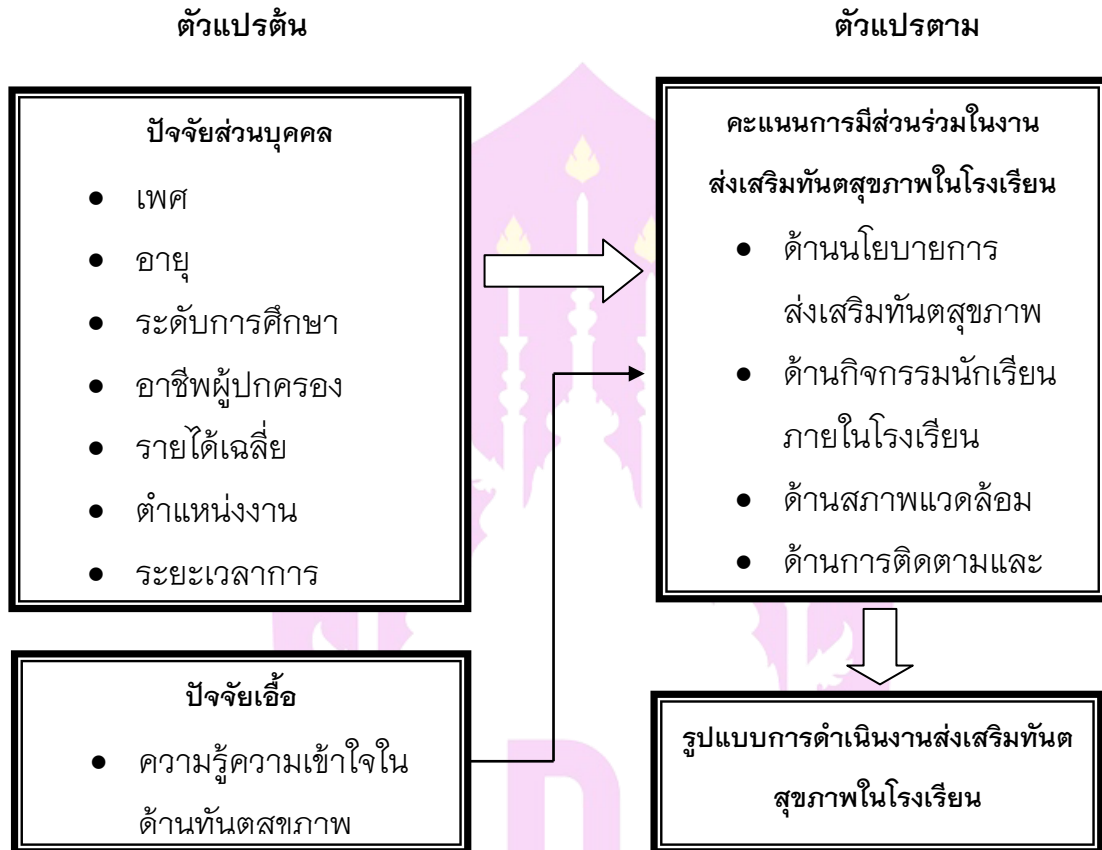 ตัวแปรต้น
ตัวแปรตาม
ปัจจัยส่วนบุคคล
● เพศ
● อายุ
● ระดับการศึกษา
● อาชีพผู้ปกครอง
● รายได้เฉลี่ย
● ตำแหน่งงาน
● ระยะเวลาการ
ปัจจัยเอื้อ
● ความรู้ความเข้าใจใน
ด้านทันตสุขภาพ
คะแนนการมีส่วนร่วมในงาน
ส่งเสริมทันตสุขภาพในโรงเรียน
● ด้านนโยบายการ
ส่งเสริมทันตสุขภาพ
● ด้านกิจกรรมนักเรียน
ภายในโรงเรียน
● ด้านสภาพแวดล้อม
● ด้านการติดตามและ
รูปแบบการดำเนินงานส่งเสริมทันต
สุขภาพในโรงเรียน